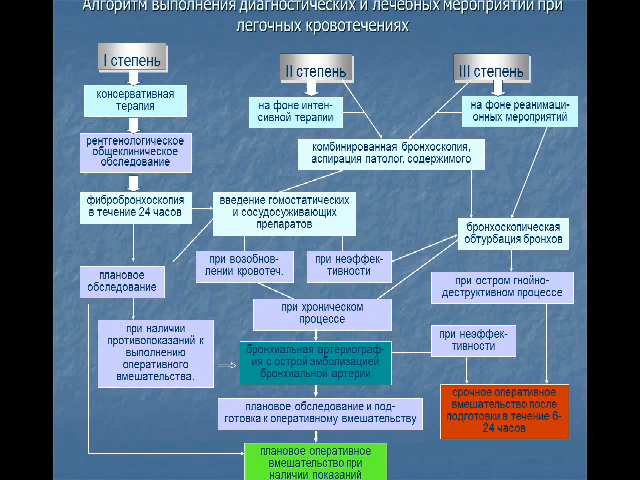 Алгоритм выполнения диагностических и лечебных мероприятий при
легочных кровотечениях
I степень
II степень
III степень
консервативная
терапия
на фоне интен-
сивной терапии
на фоне реанимаци-
онных мероприятий
рентгенологическое
общеклиническое
обследование
комбинированная бронхоскопия,
аспирация патолог. содержимого
фибробронхоскопия
в течение 24 часов
введение гомостатических
и сосудосуживающих
препаратов
бронхоскопическая
обтурбация бронхов
при возобнов-
лении кровотеч.
при неэффек-
тивности
плановое
обследование
при остром гнойно-
деструктивном процессе
при хроническом
процессе
при наличии
противопоказаний к
выполнению
оперативного
вмешательства.
при неэффек-
тивности
бронхиальная артериограф-
ия с острой эмболизацией
бронхиальной артерии
срочное оперативное
вмешательство после
подготовки в течение 6-
24 часов
плановое обследование и под-
готовка к оперативному вмешательству
плановое оперативное
вмешательство при
наличии показаний